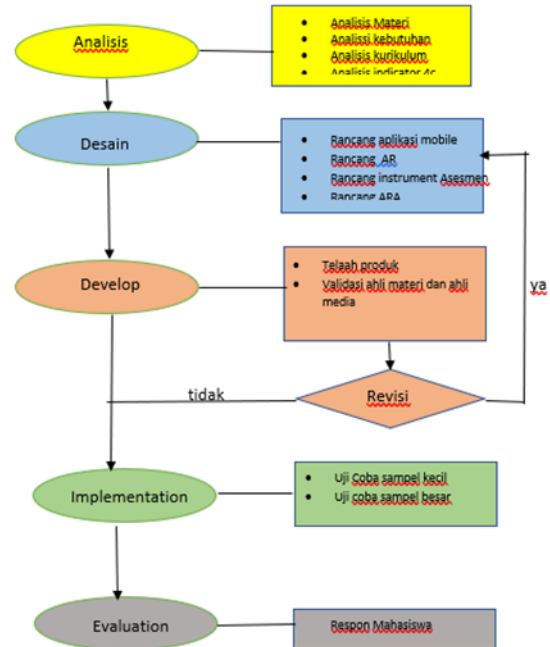 Analisis
Analisis Materi
Analissi kebutuhan
Analisis kurikulum
Analisis indicator 4c
Desain
Rancang aplikasi mobile
Rancang AR
Rancang instrument Asesmen
Rancang ARA
Develop
Telaah produk
Validasi ahli materi dan ahli
media
ya
tidak
Revisi
Implementation
Uji Coba sampel kecil
Uji coba sampel besar
Evaluation
Respon Mahasiswa